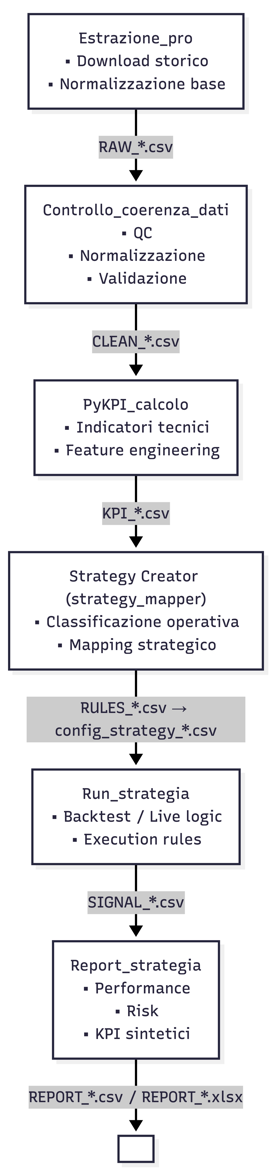 Estrazione_pro
▪ Download storico
▪ Normalizzazione base
RAW_*.csv
Controllo_coerenza_dati
▪ QC
▪ Normalizzazione
▪ Validazione
CLEAN_*.csv
PyKPI_calcolo
▪ Indicatori tecnici
▪ Feature engineering
KPI_*.csv
Strategy Creator
(strategy_mapper)
▪ Classificazione operativa
▪ Mapping strategico
RULES_*.csv →
config_strategy_*.csv
Run_strategia
▪ Backtest / Live logic
▪ Execution rules
SIGNAL_*.csv
Report_strategia
▪ Performance
▪ Risk
▪ KPI sintetici
REPORT_*.csv / REPORT_*.xlsx